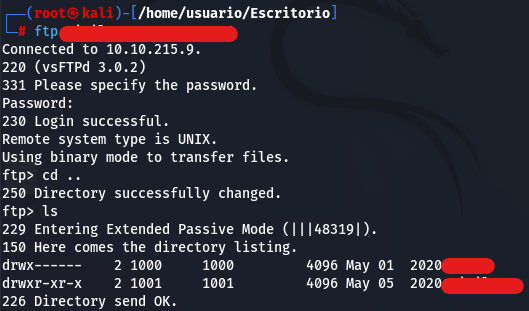 (root㉿kali)-[/home/usuario/Escritorio]
# ftp
Connected to 10.10.215.9.
220 (vsFTPd 3.0.2)
331 Please specify the password.
Password:
230 Login successful.
Remote system type is UNIX.
Using binary mode to transfer files.
ftp> cd ..
250 Directory successfully changed.
ftp> ls
229 Entering Extended Passive Mode (|||48319|).
150 Here comes the directory listing.
drwx------    2 1000     1000         4096 May 01  2020
drwxr-xr-x    2 1001     1001         4096 May 05  2020
226 Directory send OK.